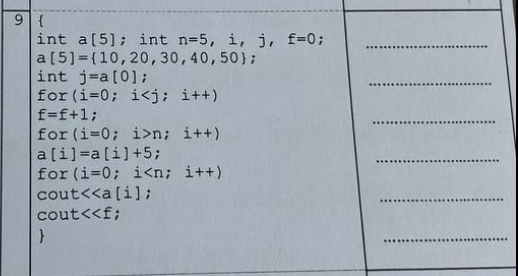 9 {
int a[5]; int n=5, i, j, f=0;
a[5]={10,20,30,40,50};
int j=a[0];
for(i=0; i<j; i++)
f=f+1;
for(i=0; i>n; i++)
a[i]=a[i]+5;
for(i=0; i<n; i++)
cout<<a[i];
cout<<f;
}